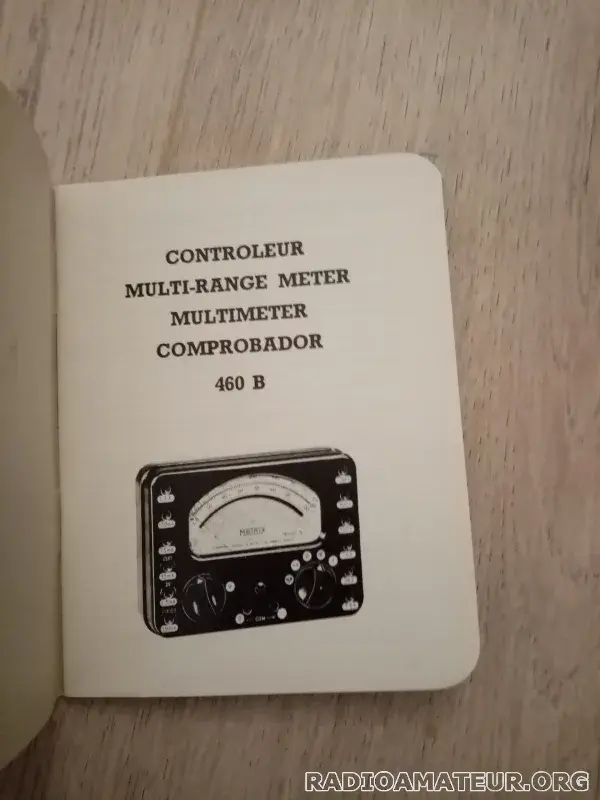 CONTROLEUR
MULTI-RANGE METER
MULTIMETER
COMPROBADOR
460 B
METRIX
RADIOAMATEUR.ORG